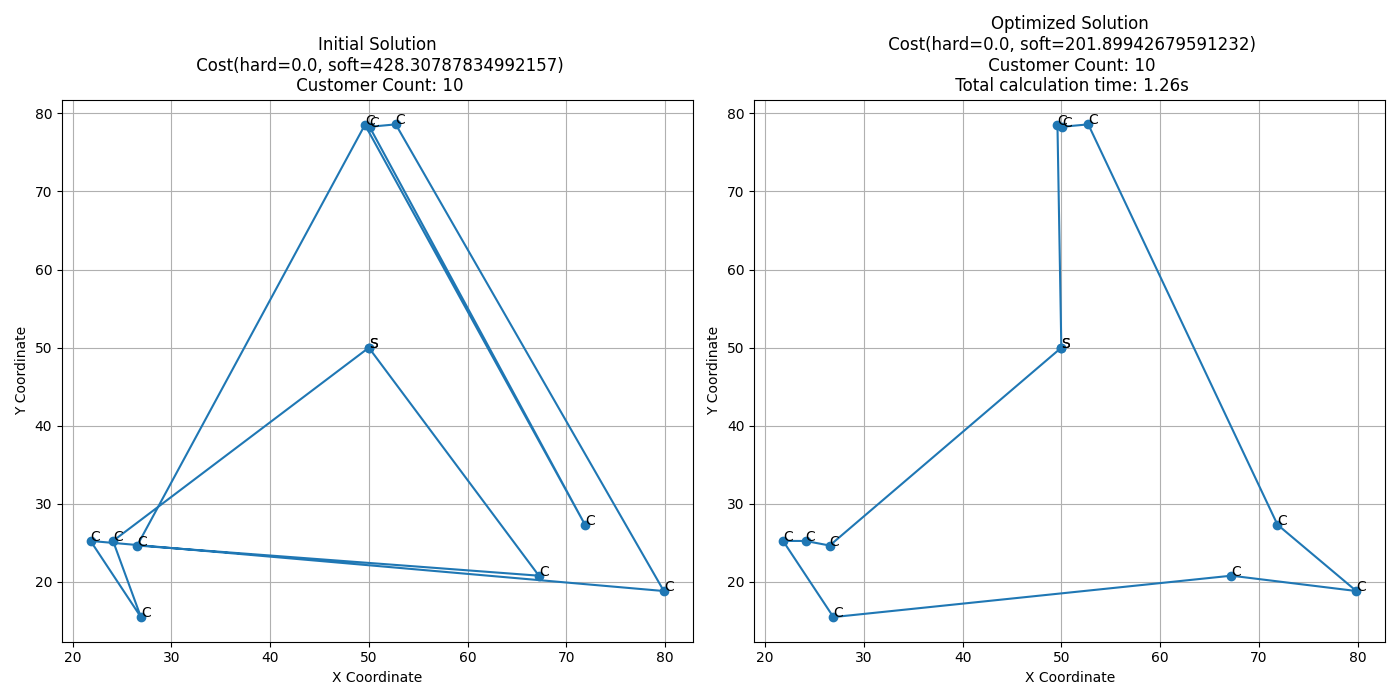 Initial Solution
Cost(hard=0.0, soft=428.30787834992157)
Customer Count: 10
80
70
60
50
40
30
20
Y Coordinate
C
C
C
S
C
C
C
C
C
C
C
20
30
40
50
60
70
80
X Coordinate
Optimized Solution
Cost(hard=0.0, soft=201.89942679591232)
Customer Count: 10
Total calculation time: 1.26s
80
70
60
50
40
30
20
Y Coordinate
C
C
C
S
C
C
C
C
C
C
C
20
30
40
50
60
70
80
X Coordinate